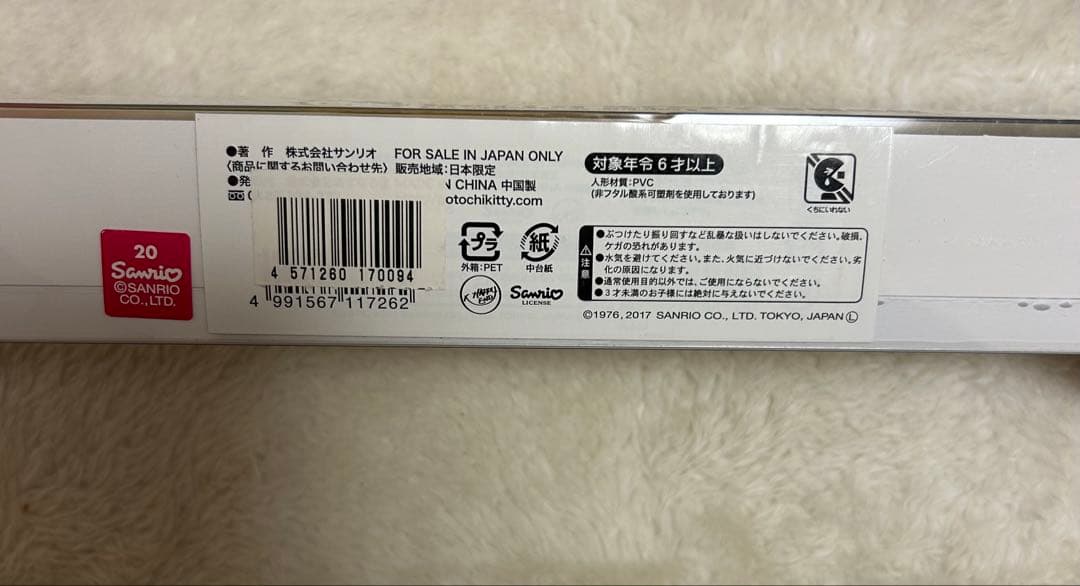 ●著 作 株式会社サンリオ FOR SALE IN JAPAN ONLY
〈商品に関するお問い合わせ先〉 販売地域:日本限定
●発
CHINA 中国製
otochikitty.com
4 571260 170084
4 991567 117262
20
Sanrio
©SANRIO
CO.,LTD.
プラ
外箱:PET
紙
中台紙
Sanrio
LICENSE
対象年令6才以上
人形材質:PVC
(非フタル酸系可塑剤を使用しております)
くちにいれない
注意
●ぶつけたり振り回すなど乱暴な扱いはしないでください。破損、
ケガの恐れがあります。
●水気を避けてください。また、火気に近づけないでください。劣
化の原因になります。
●通常使用目的以外では、ご使用にならないでください。
●3才未満のお子様には絶対に与えないでください。
©1976, 2017 SANRIO CO., LTD. TOKYO, JAPAN Ⓛ